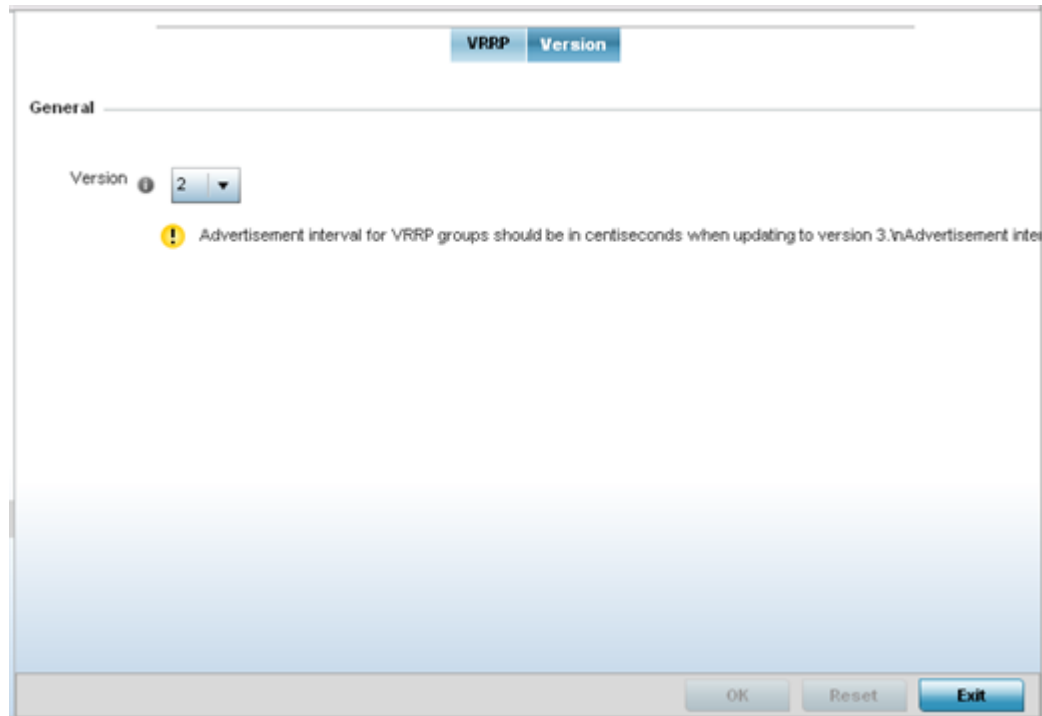 VRRP Version
General
Version 2
Advertisement interval for VRRP groups should be in centiseconds when updating to version 3.\nAdvertisement inte
OK Reset Exit